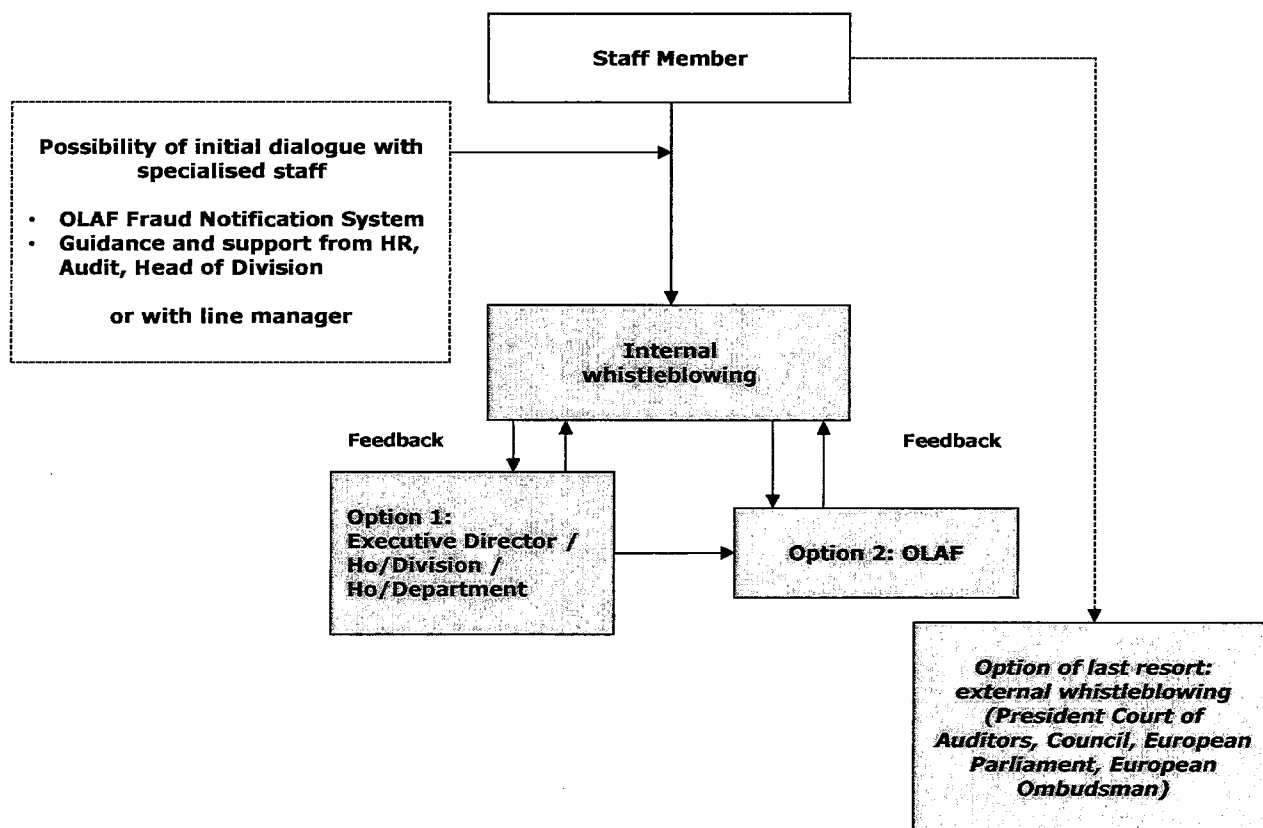 Staff Member
Possibility of initial dialogue with
specialised staff
• OLAF Fraud Notification System
• Guidance and support from HR,
Audit, Head of Division
or with line manager
Internal
whistleblowing
Feedback
Feedback
Option 1:
Executive Director /
Ho/Division /
Ho/Department
Option 2: OLAF
Option of last resort:
external whistleblowing
(President Court of
Auditors, Council, European
Parliament, European
Ombudsman)